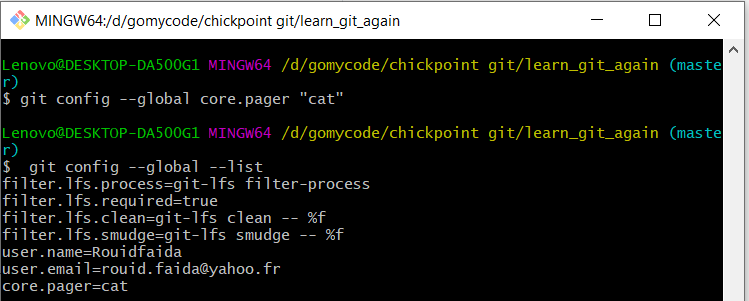 MINGW64:/d/gomycode/chickpoint git/learn_git_again
Lenovo@DESKTOP-DA500G1 MINGW64 /d/gomycode/chickpoint git/learn_git_again (maste
r)
$ git config --global core.pager "cat"
Lenovo@DESKTOP-DA500G1 MINGW64 /d/gomycode/chickpoint git/learn_git_again (maste
r)
$  git config --global --list
filter.lfs.process=git-lfs filter-process
filter.lfs.required=true
filter.lfs.clean=git-lfs clean -- %f
filter.lfs.smudge=git-lfs smudge -- %f
user.name=Rouidfaida
user.email=rouid.faida@yahoo.fr
core.pager=cat